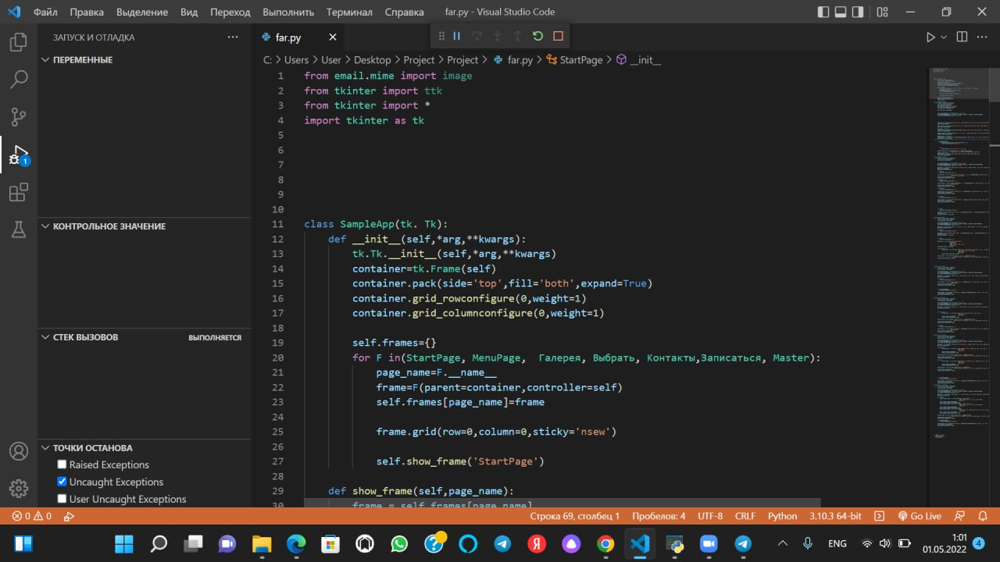 Файл Правка Выделение Вид Переход Выполнить Терминал Справка far.py - Visual Studio Code
ЗАПУСК И ОТЛАДКА
far.py
ПЕРЕМЕННЫЕ
C: > Users > User > Desktop > Project > Project > far.py > StartPage > __init__
1 from email.mime import image
2 from tkinter import ttk
3 from tkinter import *
4 import tkinter as tk
5
6
7
8
9
10
11 class SampleApp(tk. Tk):
12 def __init__(self,*arg,**kwargs):
13 tk.Tk.__init__(self,*arg,**kwargs)
14 container=tk.Frame(self)
15 container.pack(side='top',fill='both',expand=True)
16 container.grid_rowconfigure(0,weight=1)
17 container.grid_columnconfigure(0,weight=1)
18
19 self.frames={}
20 for F in (StartPage, MenuPage, Галерея, Выбрать, Контакты,Записаться, Master):
21 page_name=F.__name__
22 frame=F(parent=container,controller=self)
23 self.frames[page_name]=frame
24
25 frame.grid(row=0,column=0,sticky='nsew')
26
27 self.show_frame('StartPage')
28
29 def show_frame(self,page_name):
30 frame = self.frames[page_name]
КОНТРОЛЬНОЕ ЗНАЧЕНИЕ
СТЕК ВЫЗОВОВ ВЫПОЛНЯЕТСЯ
ТОЧКИ ОСТАНОВА
Raised Exceptions
Uncaught Exceptions
User Uncaught Exceptions
1
0 0 Строка 69, столбец 1 Пробелов: 4 UTF-8 CRLF Python 3.10.3 64-bit Go Live
ENG 1:01
01.05.2022 4